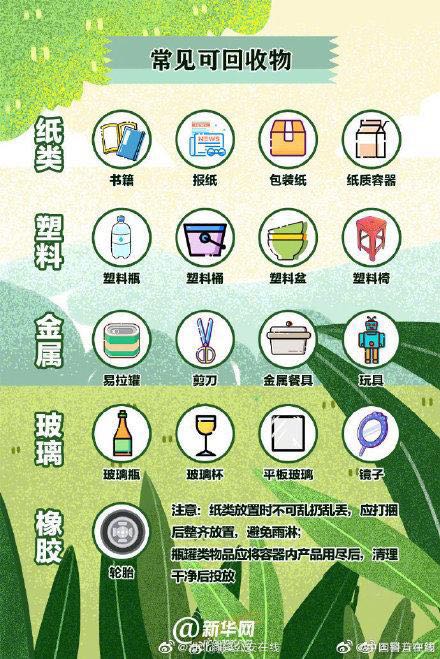 常见可回收物
纸类
书籍
NEWS
报纸
包装纸
纸质容器
塑料
塑料瓶
塑料桶
塑料盆
塑料椅
金属
易拉罐
剪刀
金属餐具
玩具
玻璃
玻璃瓶
玻璃杯
平板玻璃
镜子
橡胶
轮胎
注意：纸类放置时不可乱扔乱丢，应打捆
后整齐放置，避免雨淋；
瓶罐类物品应将容器内产品用尽后，清理
干净后投放
@新华网